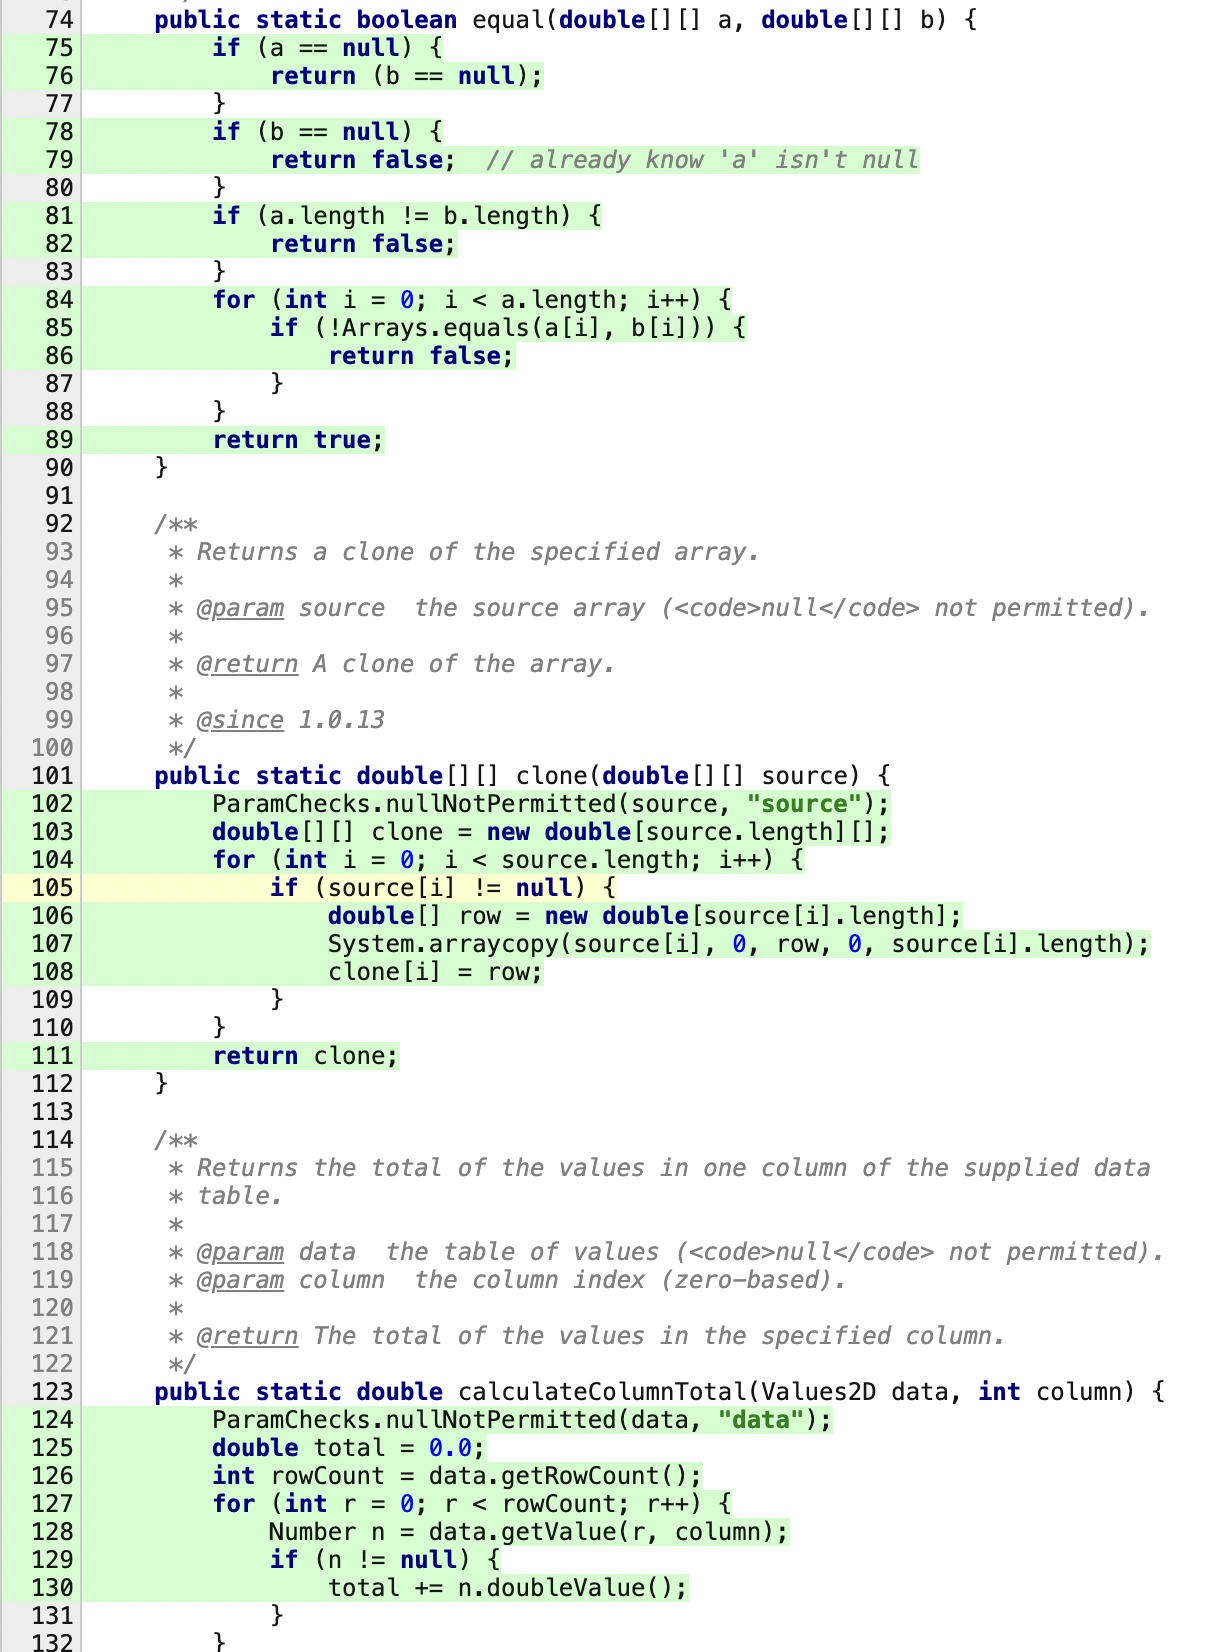 74 public static boolean equal(double[][] a, double[][] b) {
75 if (a == null) {
76 return (b == null);
77 }
78 if (b == null) {
79 return false;  // already know 'a' isn't null
80 }
81 if (a.length != b.length) {
82 return false;
83 }
84 for (int i = 0; i < a.length; i++) {
85 if (!Arrays.equals(a[i], b[i])) {
86 return false;
87 }
88 }
89 return true;
90 }
91
92 /**
93 * Returns a clone of the specified array.
94 *
95 * @param source  the source array (<code>null</code> not permitted).
96 *
97 * @return A clone of the array.
98 *
99 * @since 1.0.13
100 */
101 public static double[][] clone(double[][] source) {
102 ParamChecks.nullNotPermitted(source, "source");
103 double[][] clone = new double[source.length][];
104 for (int i = 0; i < source.length; i++) {
105 if (source[i] != null) {
106 double[] row = new double[source[i].length];
107 System.arraycopy(source[i], 0, row, 0, source[i].length);
108 clone[i] = row;
109 }
110 }
111 return clone;
112 }
113
114 /**
115 * Returns the total of the values in one column of the supplied data
116 * table.
117 *
118 * @param data  the table of values (<code>null</code> not permitted).
119 * @param column  the column index (zero-based).
120 *
121 * @return The total of the values in the specified column.
122 */
123 public static double calculateColumnTotal(Values2D data, int column) {
124 ParamChecks.nullNotPermitted(data, "data");
125 double total = 0.0;
126 int rowCount = data.getRowCount();
127 for (int r = 0; r < rowCount; r++) {
128 Number n = data.getValue(r, column);
129 if (n != null) {
130 total += n.doubleValue();
131 }
132 }